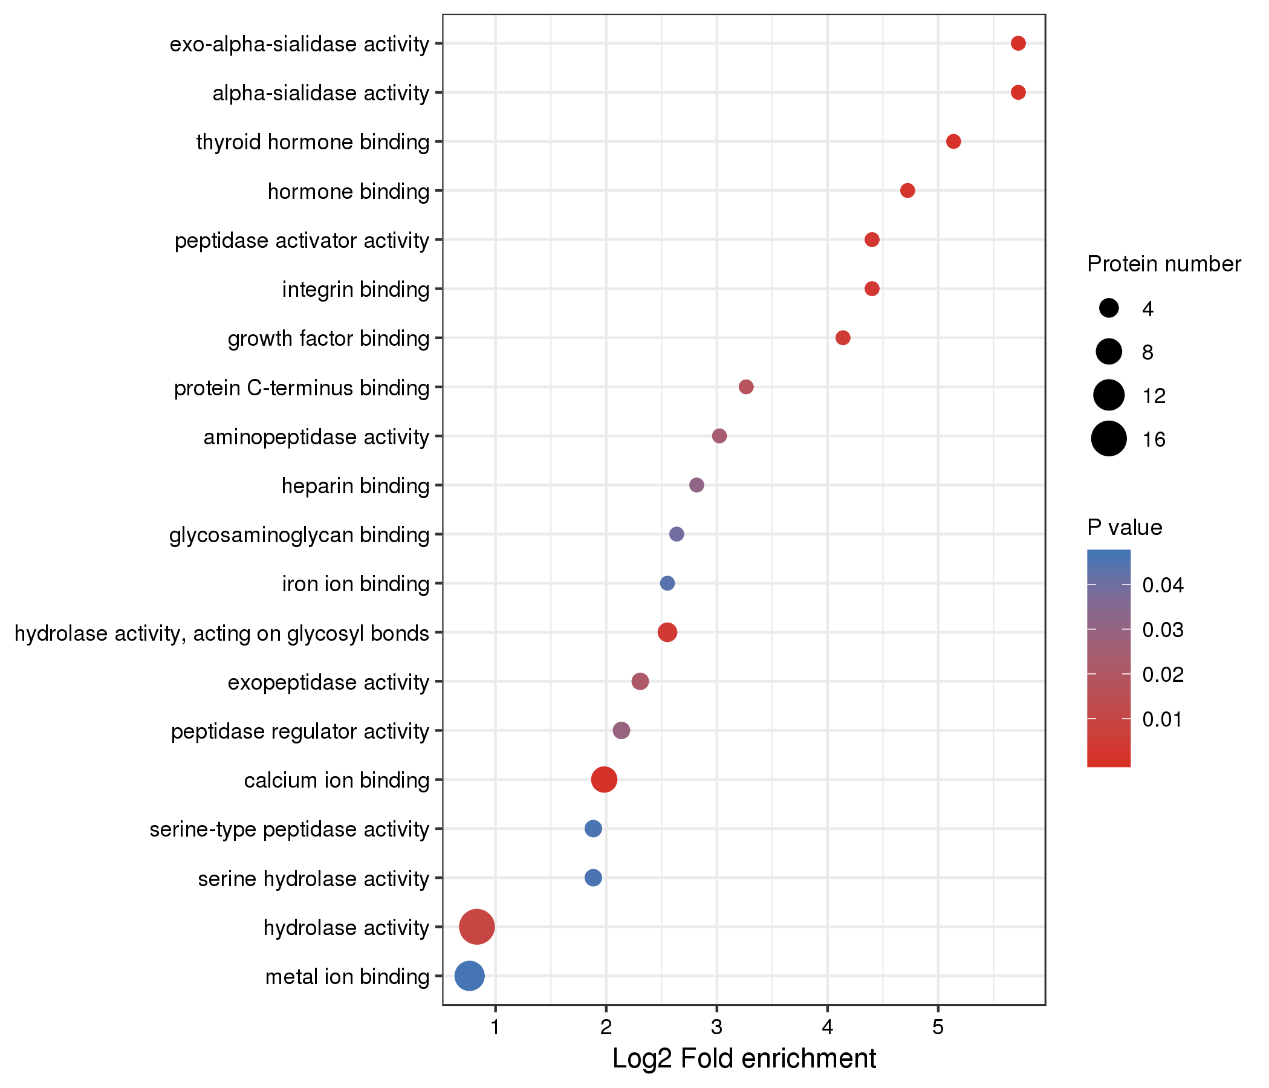 exo-alpha-sialidase activity
alpha-sialidase activity
thyroid hormone binding
hormone binding
peptidase activator activity
integrin binding
growth factor binding
protein C-terminus binding
aminopeptidase activity
heparin binding
glycosaminoglycan binding
iron ion binding
hydrolase activity, acting on glycosyl bonds
exopeptidase activity
peptidase regulator activity
calcium ion binding
serine-type peptidase activity
serine hydrolase activity
hydrolase activity
metal ion binding
1 2 3 4 5
Log2 Fold enrichment
Protein number
4
8
12
16
P value
0.04
0.03
0.02
0.01